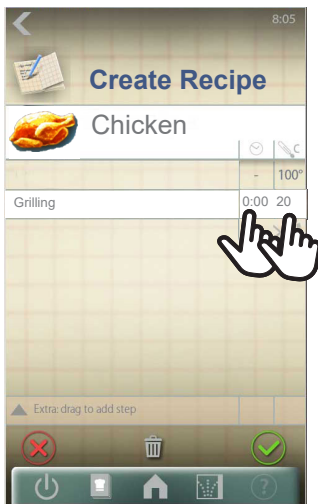 8:05
Create Recipe
Chicken
C
- 100°
Grilling 0:00 20
Extra: drag to add step
?